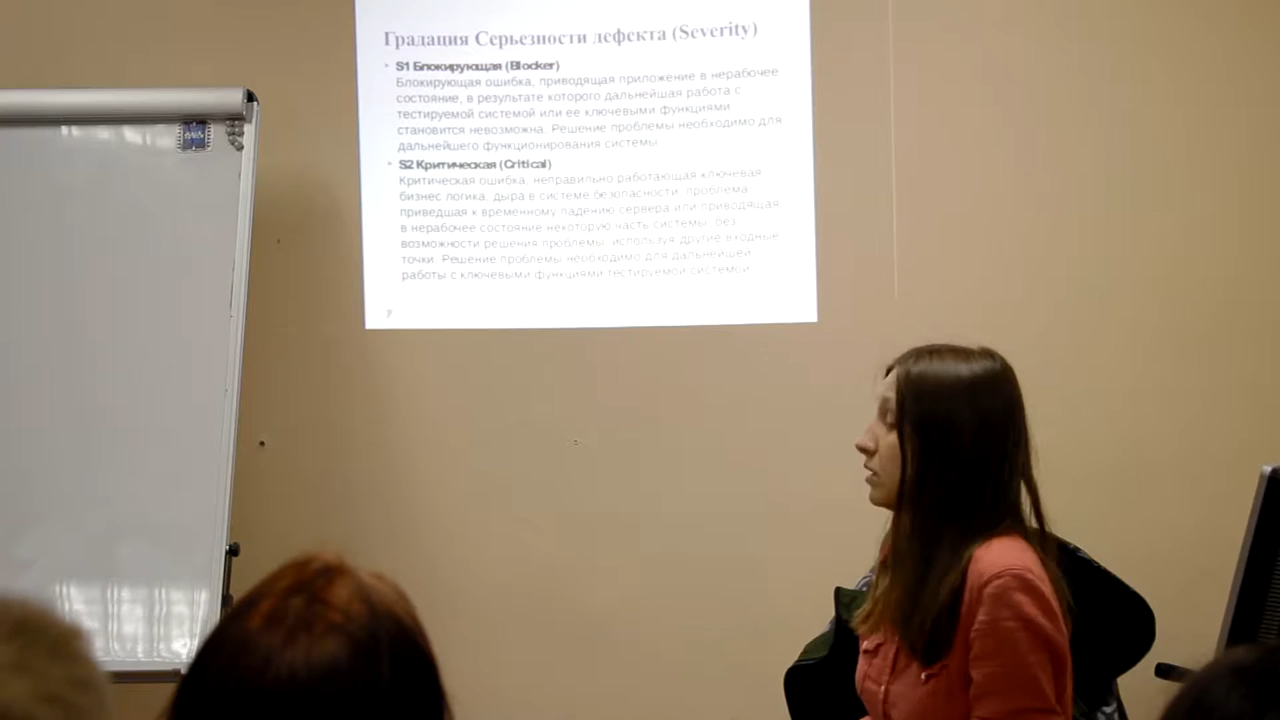 Градация Серьезности дефекта (Severity)
S1 Блокирующая (Blocker)
Блокирующая ошибка, приводящая приложение в нерабочее
состояние, в результате которого дальнейшая работа с
тестируемой системой или ее ключевыми функциями
становится невозможна. Решение проблемы необходимо для
дальнейшего функционирования системы.
S2 Критическая (Critical)
Критическая ошибка, неправильно работающая ключевая
бизнес логика, дыра в системе безопасности, проблема,
приведшая к временному падению сервера или приводящая
в нерабочее состояние некоторую часть системы, без
возможности решения проблемы, используя другие входные
точки. Решение проблемы необходимо для дальнейшей
работы с ключевыми функциями тестируемой системой.